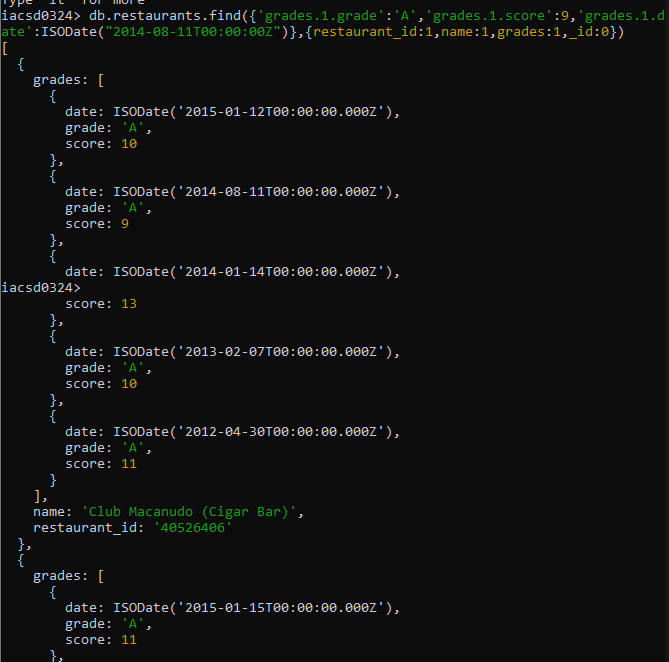 Type "it" for more
iacsd0324> db.restaurants.find({'grades.1.grade':'A','grades.1.score':9,'grades.1.d
ate':ISODate("2014-08-11T00:00:00Z")},{restaurant_id:1,name:1,grades:1,_id:0})
[
  {
    grades: [
      {
        date: ISODate('2015-01-12T00:00:00.000Z'),
        grade: 'A',
        score: 10
      },
      {
        date: ISODate('2014-08-11T00:00:00.000Z'),
        grade: 'A',
        score: 9
      },
      {
        date: ISODate('2014-01-14T00:00:00.000Z'),
iacsd0324>
        score: 13
      },
      {
        date: ISODate('2013-02-07T00:00:00.000Z'),
        grade: 'A',
        score: 10
      },
      {
        date: ISODate('2012-04-30T00:00:00.000Z'),
        grade: 'A',
        score: 11
      }
    ],
    name: 'Club Macanudo (Cigar Bar)',
    restaurant_id: '40526406'
  },
  {
    grades: [
      {
        date: ISODate('2015-01-15T00:00:00.000Z'),
        grade: 'A',
        score: 11
      },